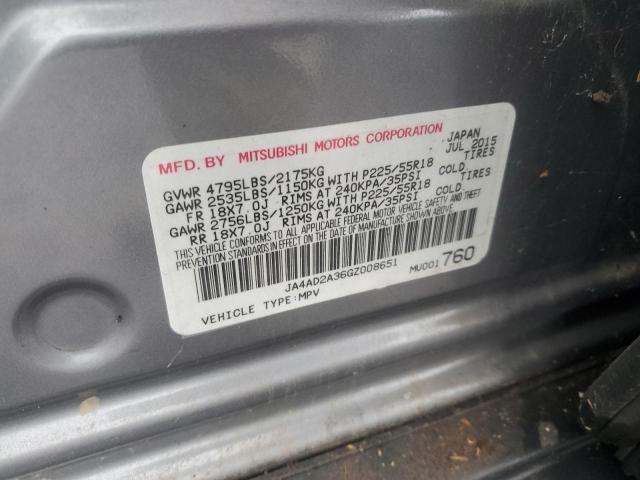 MFD. BY MITSUBISHI MOTORS CORPORATION JAPAN
JUL 2015
GVWR 4795LBS/2175KG
GAWR 2535LBS/1150KG WITH P225/55R18 TIRES
FR 18X7.0J RIMS AT 240KPA/35PSI COLD
GAWR 2756LBS/1250KG WITH P225/55R18 TIRES
RR 18X7.0J RIMS AT 240KPA/35PSI COLD
THIS VEHICLE CONFORMS TO ALL APPLICABLE FEDERAL MOTOR VEHICLE SAFETY AND THEFT
PREVENTION STANDARDS IN EFFECT ON THE DATE OF MANUFACTURE SHOWN ABOVE.
JA4AD2A36GZ008651
VEHICLE TYPE:MPV MU001 760